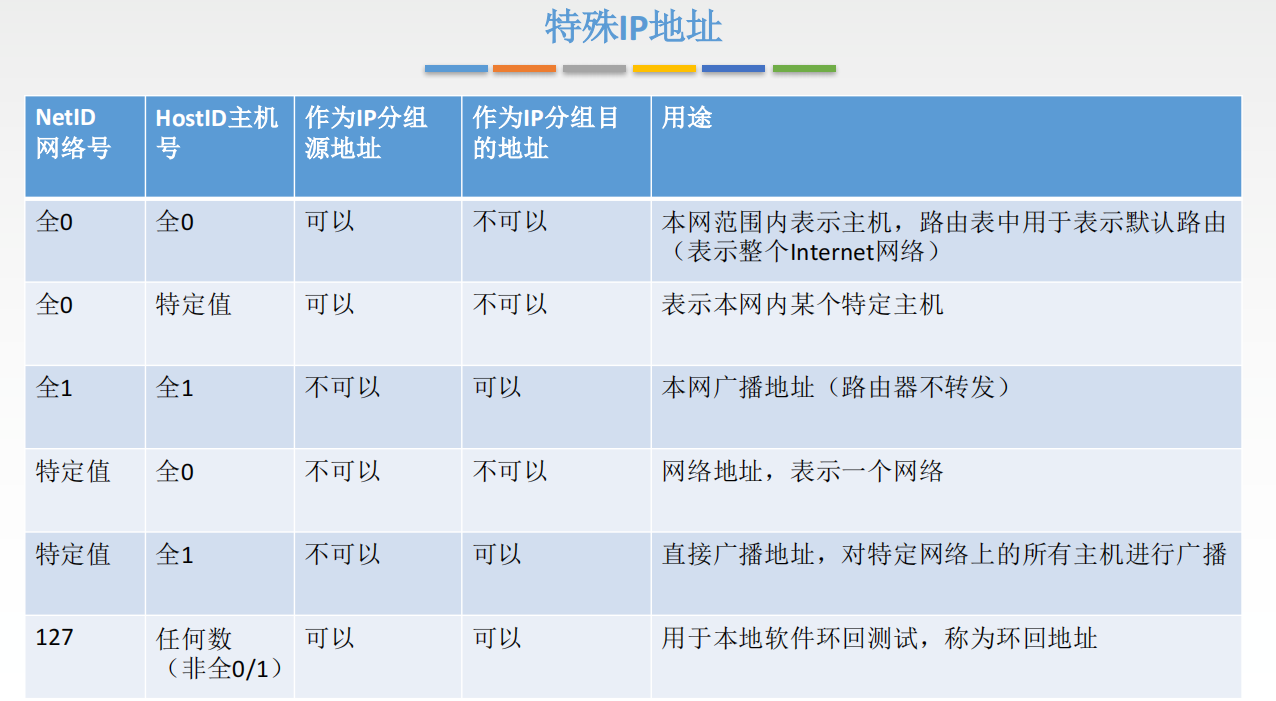 特殊IP地址
NetID
网络号
HostID主机
号
作为IP分组
源地址
作为IP分组目
的地址
用途
全0
全0
可以
不可以
本网范围内表示主机，路由表中用于表示默认路由
（表示整个Internet网络）
全0
特定值
可以
不可以
表示本网内某个特定主机
全1
全1
不可以
可以
本网广播地址（路由器不转发）
特定值
全0
不可以
不可以
网络地址，表示一个网络
特定值
全1
不可以
可以
直接广播地址，对特定网络上的所有主机进行广播
127
任何数
（非全0/1）
可以
可以
用于本地软件环回测试，称为环回地址